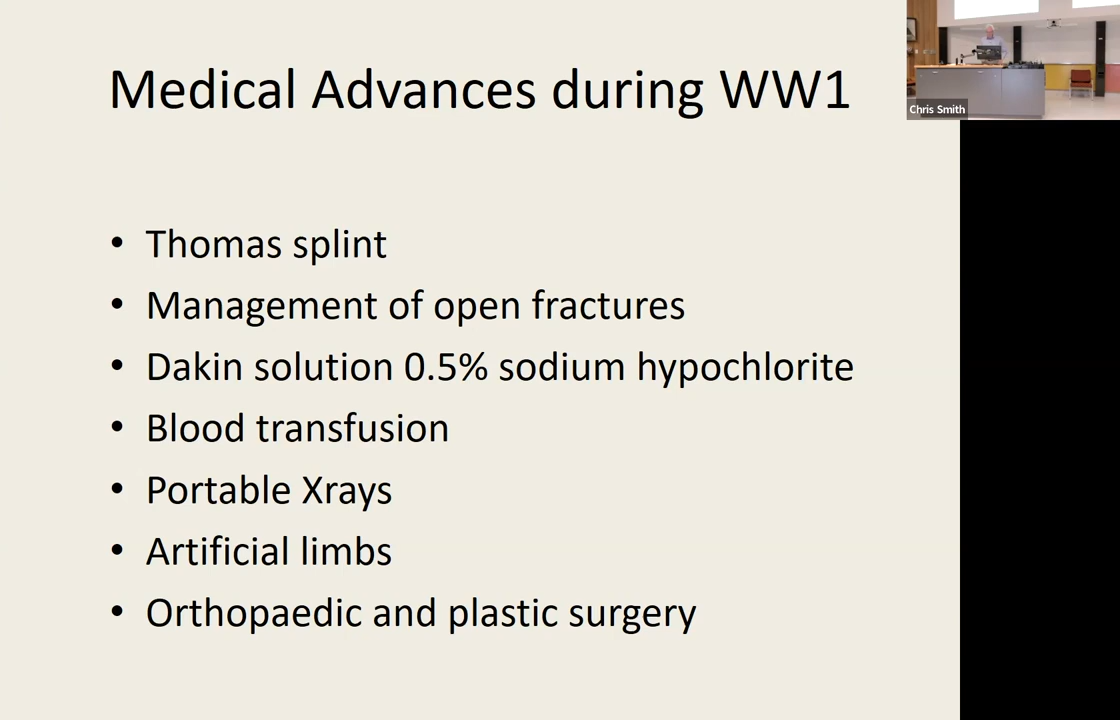 Medical Advances during WW1
Chris Smith
• Thomas splint
• Management of open fractures
• Dakin solution 0.5% sodium hypochlorite
• Blood transfusion
• Portable Xrays
• Artificial limbs
• Orthopaedic and plastic surgery